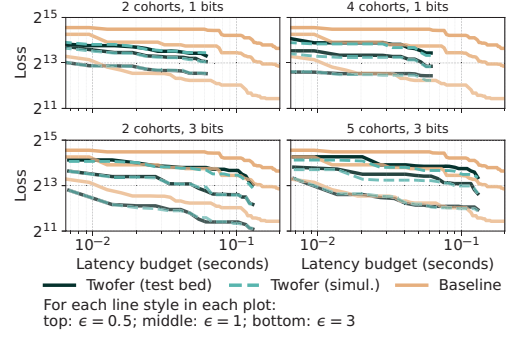 2 cohorts, 1 bits
4 cohorts, 1 bits
2^15
2^13
2^11
Loss
2 cohorts, 3 bits
5 cohorts, 3 bits
2^15
2^13
2^11
Loss
10^−2
10^−1
10^−2
10^−1
Latency budget (seconds)
Latency budget (seconds)
Twofer (test bed)
Twofer (simul.)
Baseline
For each line style in each plot:
top: ϵ = 0.5; middle: ϵ = 1; bottom: ϵ = 3